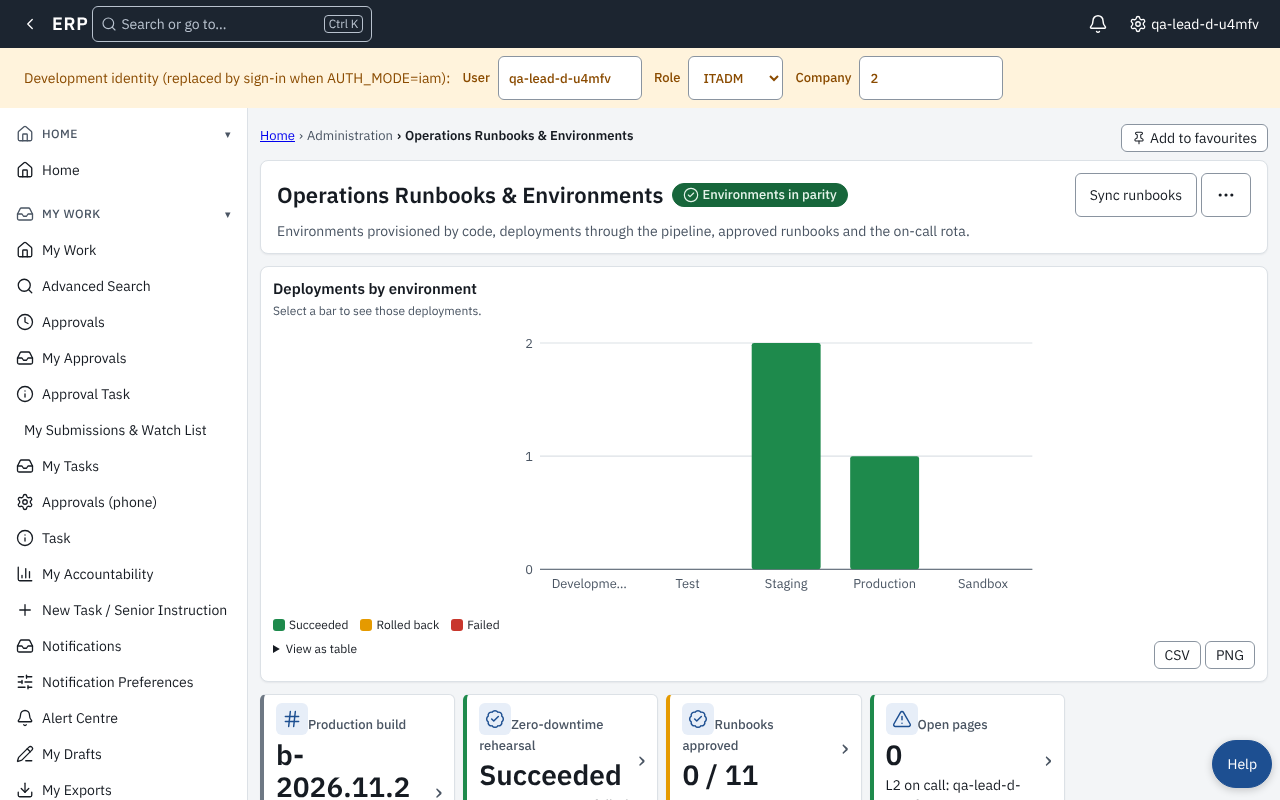 ERP
Search or go to...
Ctrl K
qa-lead-d-u4mfv
Development identity (replaced by sign-in when AUTH_MODE=iam):
User
qa-lead-d-u4mfv
Role
ITADM
Company
2
HOME
Home
MY WORK
My Work
Advanced Search
Approvals
My Approvals
Approval Task
My Submissions & Watch List
My Tasks
Approvals (phone)
Task
My Accountability
New Task / Senior Instruction
Notifications
Notification Preferences
Alert Centre
My Drafts
My Exports
Home › Administration › Operations Runbooks & Environments
Add to favourites
Operations Runbooks & Environments
Environments in parity
Sync runbooks
Environments provisioned by code, deployments through the pipeline, approved runbooks and the on-call rota.
Deployments by environment
Select a bar to see those deployments.
2
1
0
Developme...
Test
Staging
Production
Sandbox
Succeeded
Rolled back
Failed
View as table
CSV
PNG
Production build
b-
2026.11.2
Zero-downtime
rehearsal
Succeeded
Runbooks
approved
0 / 11
Open pages
0
L2 on call: qa-lead-d-
Help